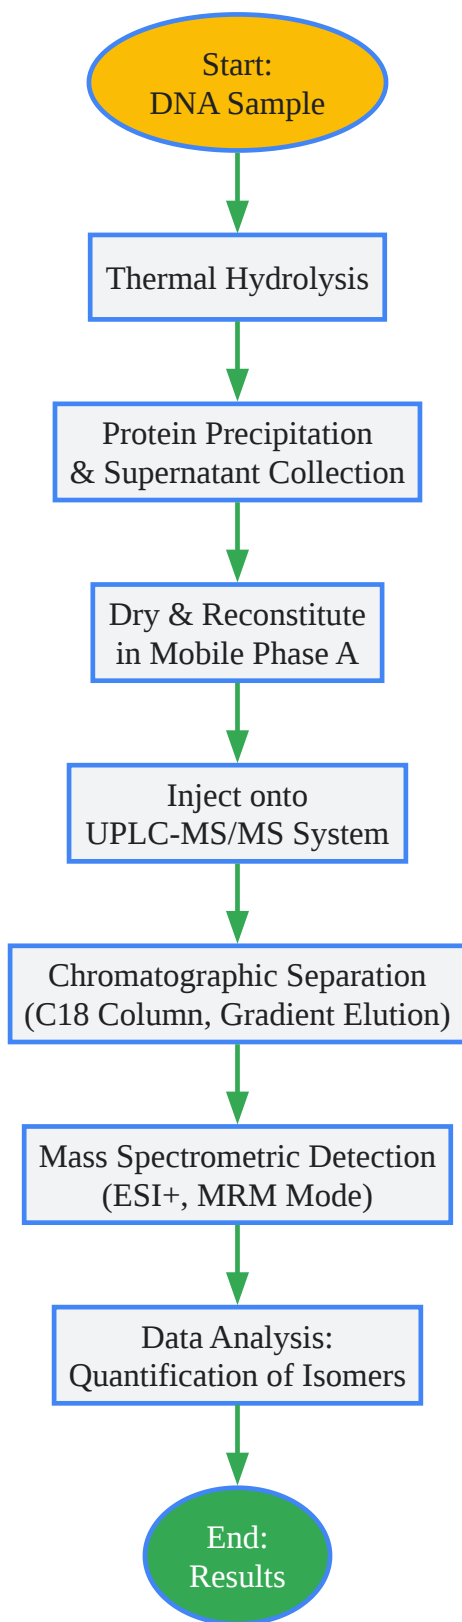 Start:
DNA Sample
Thermal Hydrolysis
Protein Precipitation
& Supernatant Collection
Dry & Reconstitute
in Mobile Phase A
Inject onto
UPLC-MS/MS System
Chromatographic Separation
(C18 Column, Gradient Elution)
Mass Spectrometric Detection
(ESI+, MRM Mode)
Data Analysis:
Quantification of Isomers
End:
Results